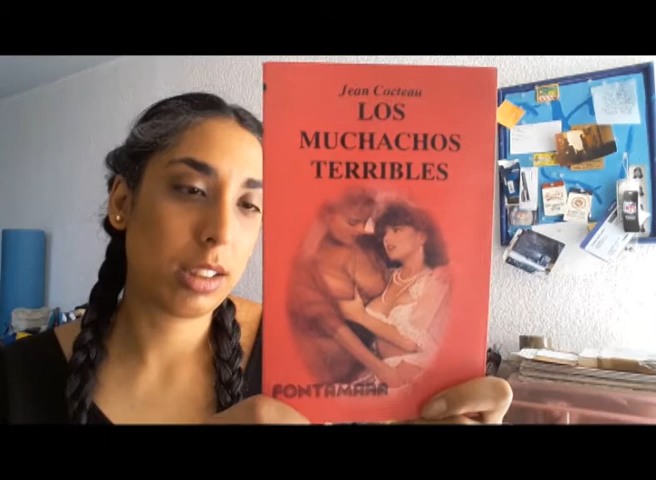 Jean Cocteau
LOS
MUCHACHOS
TERRIBLES
FONTAMARA